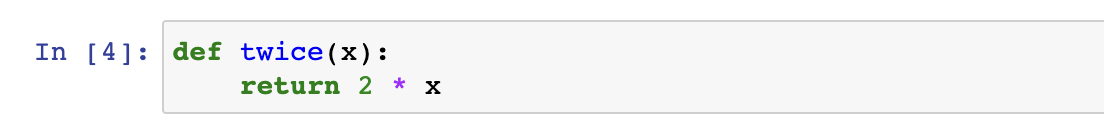 In [4]: def twice(x):
    return 2 * x